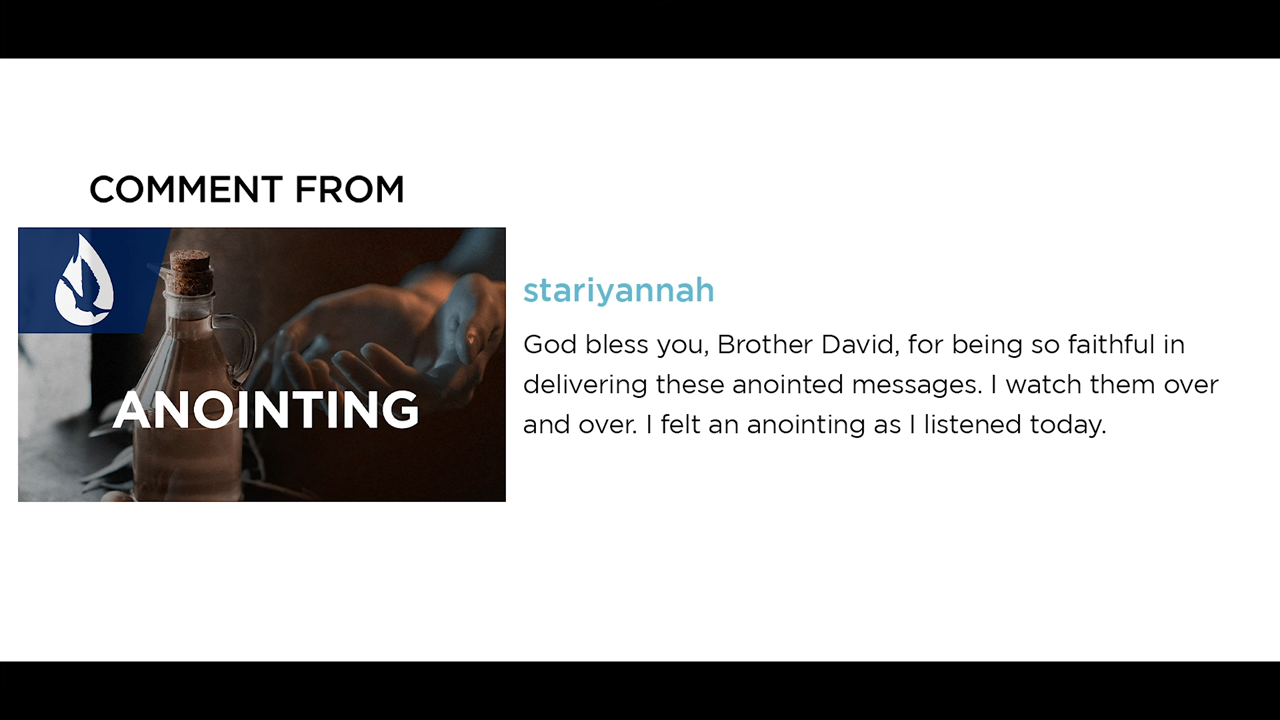 COMMENT FROM
ANOINTING
stariyannah
God bless you, Brother David, for being so faithful in
delivering these anointed messages. I watch them over
and over. I felt an anointing as I listened today.